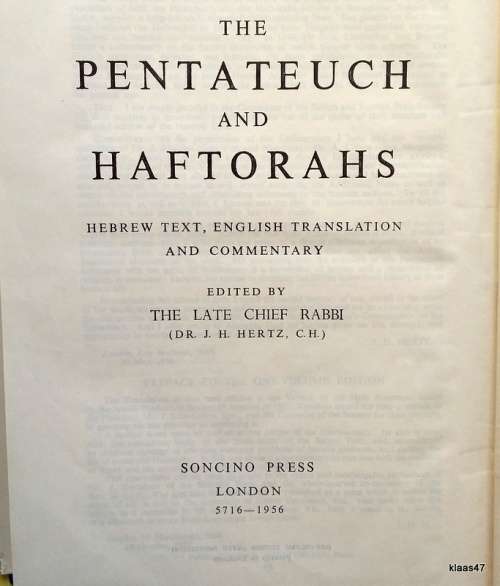 THE
PENTATEUCH
AND
HAFTORAHS
HEBREW TEXT, ENGLISH TRANSLATION
AND COMMENTARY
EDITED BY
THE LATE CHIEF RABBI
(DR. J. H. HERTZ, C.H.)
SONCINO PRESS
LONDON
5716—1956
klaas47